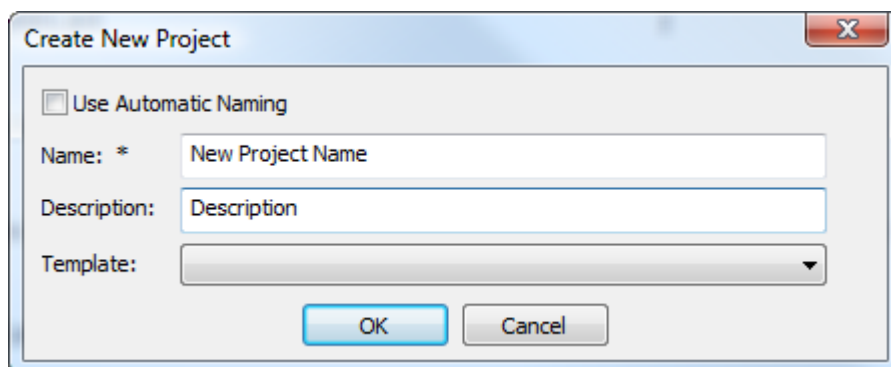 Create New Project
Use Automatic Naming
Name: * New Project Name
Description: Description
Template:
OK Cancel